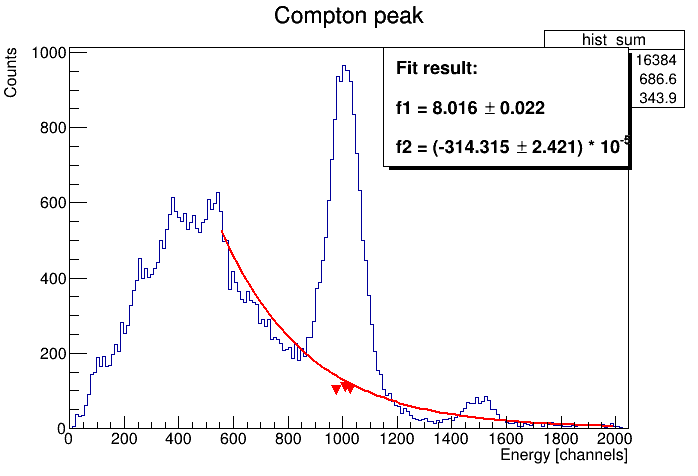 Compton peak
hist_sum
16384
686.6
343.9
Fit result:
f1 = 8.016 ± 0.022
f2 = (-314.315 ± 2.421) * 10^-5
Counts
1000
800
600
400
200
0
0 200 400 600 800 1000 1200 1400 1600 1800 2000
Energy [channels]